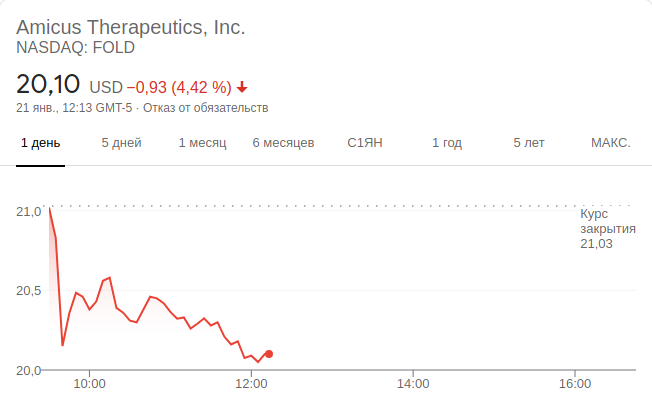 Amicus Therapeutics, Inc.
NASDAQ: FOLD
20,10 USD −0,93 (4,42 %)
21 янв., 12:13 GMT-5 · Отказ от обязательств
1 день 5 дней 1 месяц 6 месяцев С1ЯН 1 год 5 лет МАКС.
21,0
Курс
закрытия
21,03
20,5
20,0
10:00 12:00 14:00 16:00